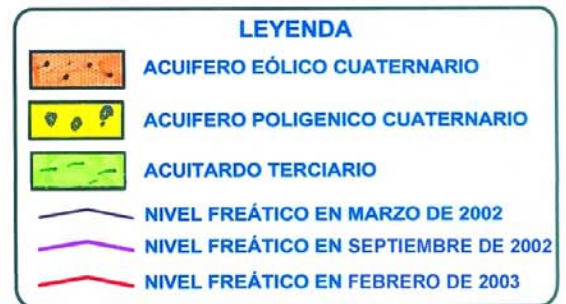 LEYENDA
ACUIFERO EÓLICO CUATERNARIO
ACUIFERO POLIGENICO CUATERNARIO
ACUITARDO TERCIARIO
NIVEL FREÁTICO EN MARZO DE 2002
NIVEL FREÁTICO EN SEPTIEMBRE DE 2002
NIVEL FREÁTICO EN FEBRERO DE 2003